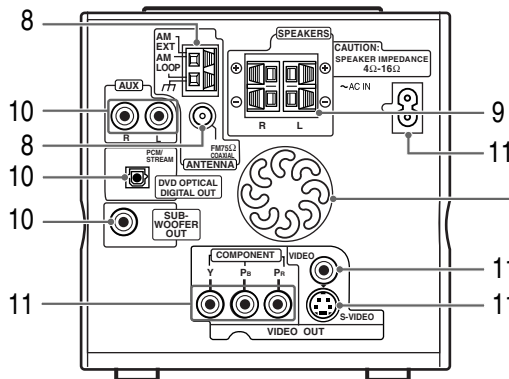 8
AM
EXT
AM
LOOP
SPEAKERS
CAUTION:
SPEAKER IMPEDANCE
4Ω-16Ω
+
+
~AC IN
AUX
10
9
−
−
R
L
R
L
11
8
FM75Ω
COAXIAL
ANTENNA
PCM/
STREAM
10
DVD OPTICAL
DIGITAL OUT
10
SUB-
WOOFER
OUT
COMPONENT
VIDEO
Y
PB
PR
11
11
11
S-VIDEO
VIDEO OUT